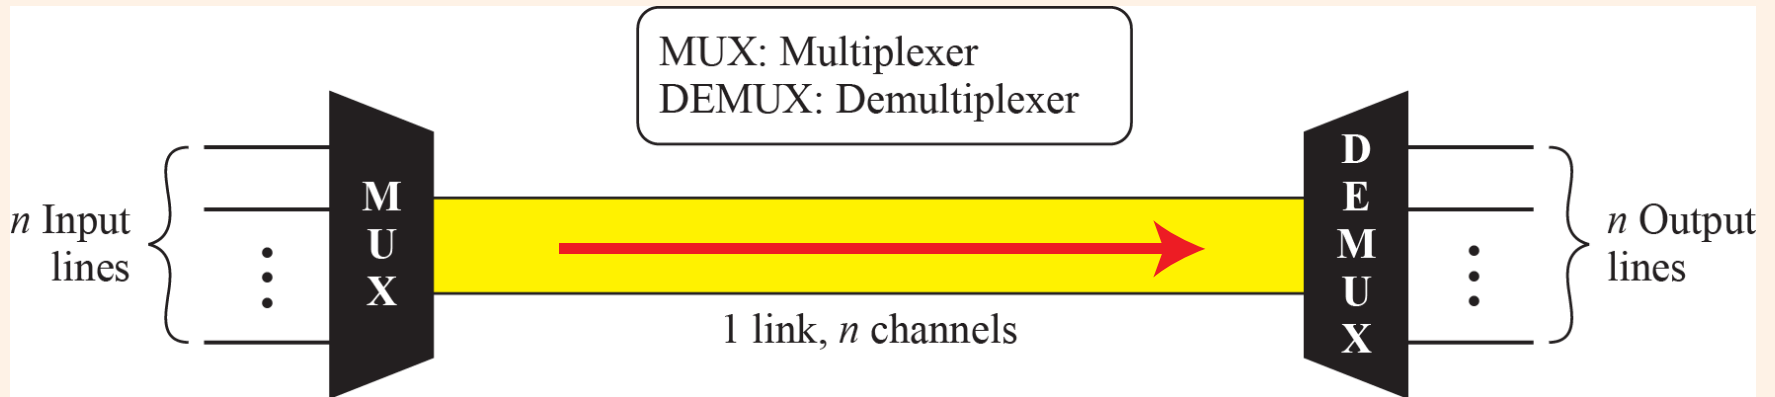 MUX: Multiplexer
DEMUX: Demultiplexer
n Input
lines
MUX
1 link, n channels
DEMUX
n Output
lines